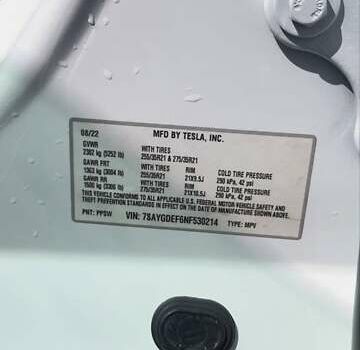 08/22 MFD BY TESLA, INC.
GVWR WITH TIRES
2382 kg (5252 lb) 255/35R21 & 275/35R21
GAWR FRT WITH TIRES RIM COLD TIRE PRESSURE
1363 kg (3004 lb) 255/35R21 21X9.5J 290 kPa, 42 psi
GAWR RR WITH TIRES RIM COLD TIRE PRESSURE
1500 kg (3306 lb) 275/35R21 21X10.5J 290 kPa, 42 psi
THIS VEHICLE CONFORMS TO ALL APPLICABLE U.S. FEDERAL MOTOR VEHICLE SAFETY AND
THEFT PREVENTION STANDARDS IN EFFECT ON THE DATE OF MANUFACTURE SHOWN ABOVE.
PNT: PPSW VIN: 7SAYGDEF6NF530214 TYPE: MPV